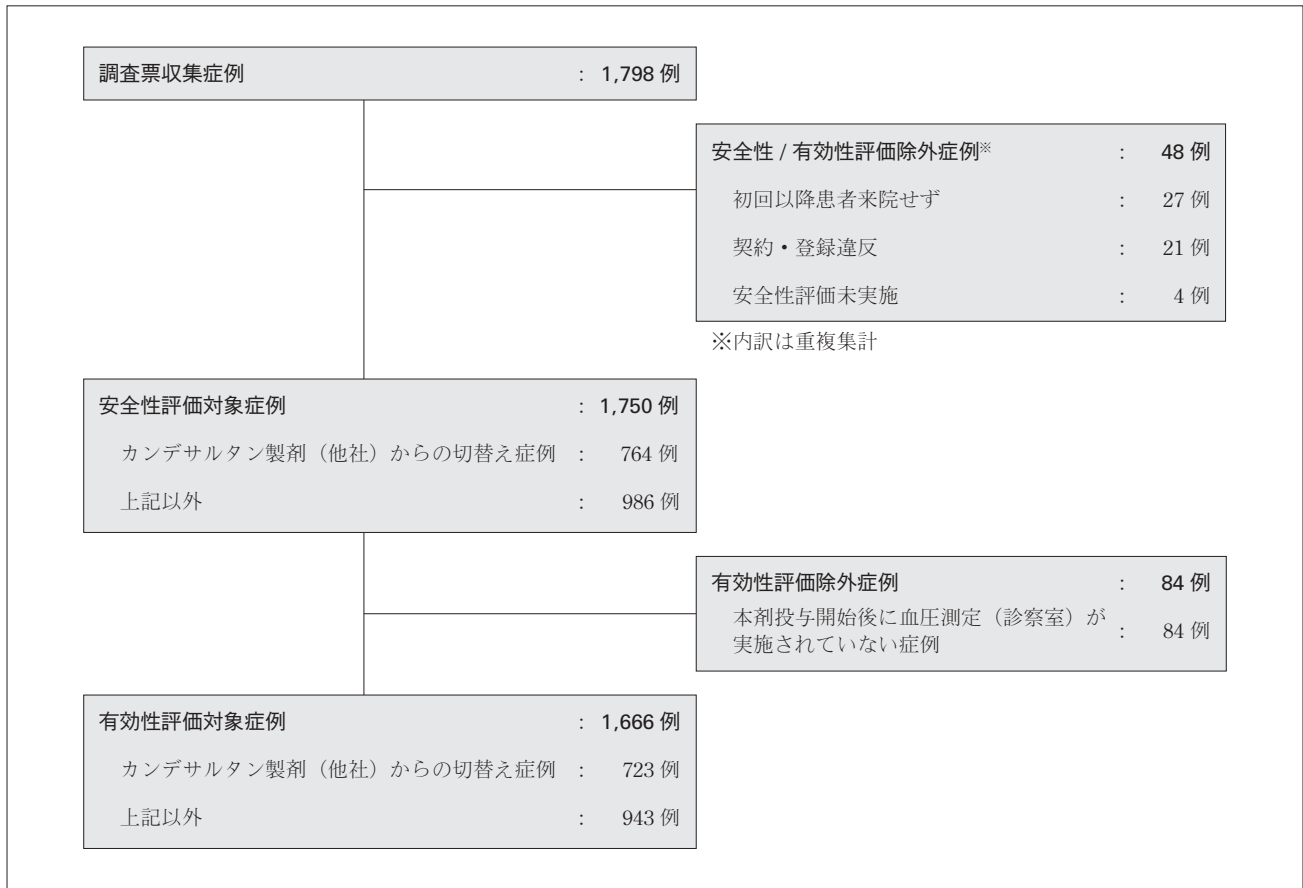 調査票収集症例 : 1,798 例
安全性 / 有効性評価除外症例※ : 48 例
初回以降患者来院せず : 27 例
契約・登録違反 : 21 例
安全性評価未実施 : 4 例
※内訳は重複集計
安全性評価対象症例 : 1,750 例
カンデサルタン製剤（他社）からの切替え症例 : 764 例
上記以外 : 986 例
有効性評価除外症例 : 84 例
本剤投与開始後に血圧測定（診察室）が
実施されていない症例 : 84 例
有効性評価対象症例 : 1,666 例
カンデサルタン製剤（他社）からの切替え症例 : 723 例
上記以外 : 943 例